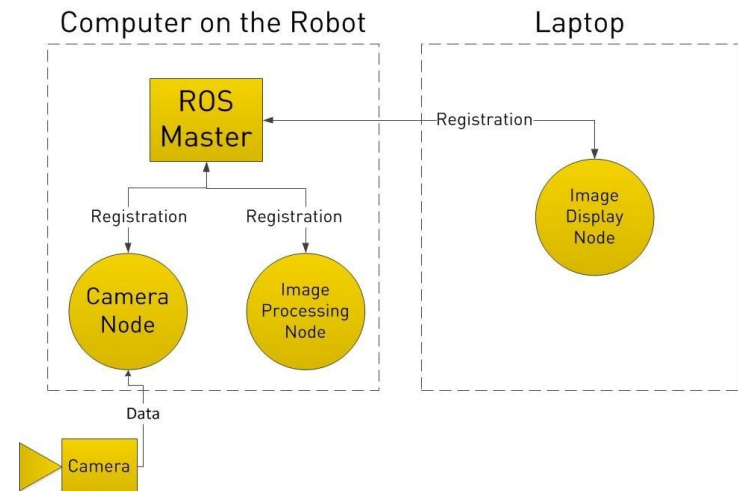 Computer on the Robot
Laptop
ROS
Master
Registration
Registration
Registration
Image
Display
Node
Camera
Node
Image
Processing
Node
Data
Camera